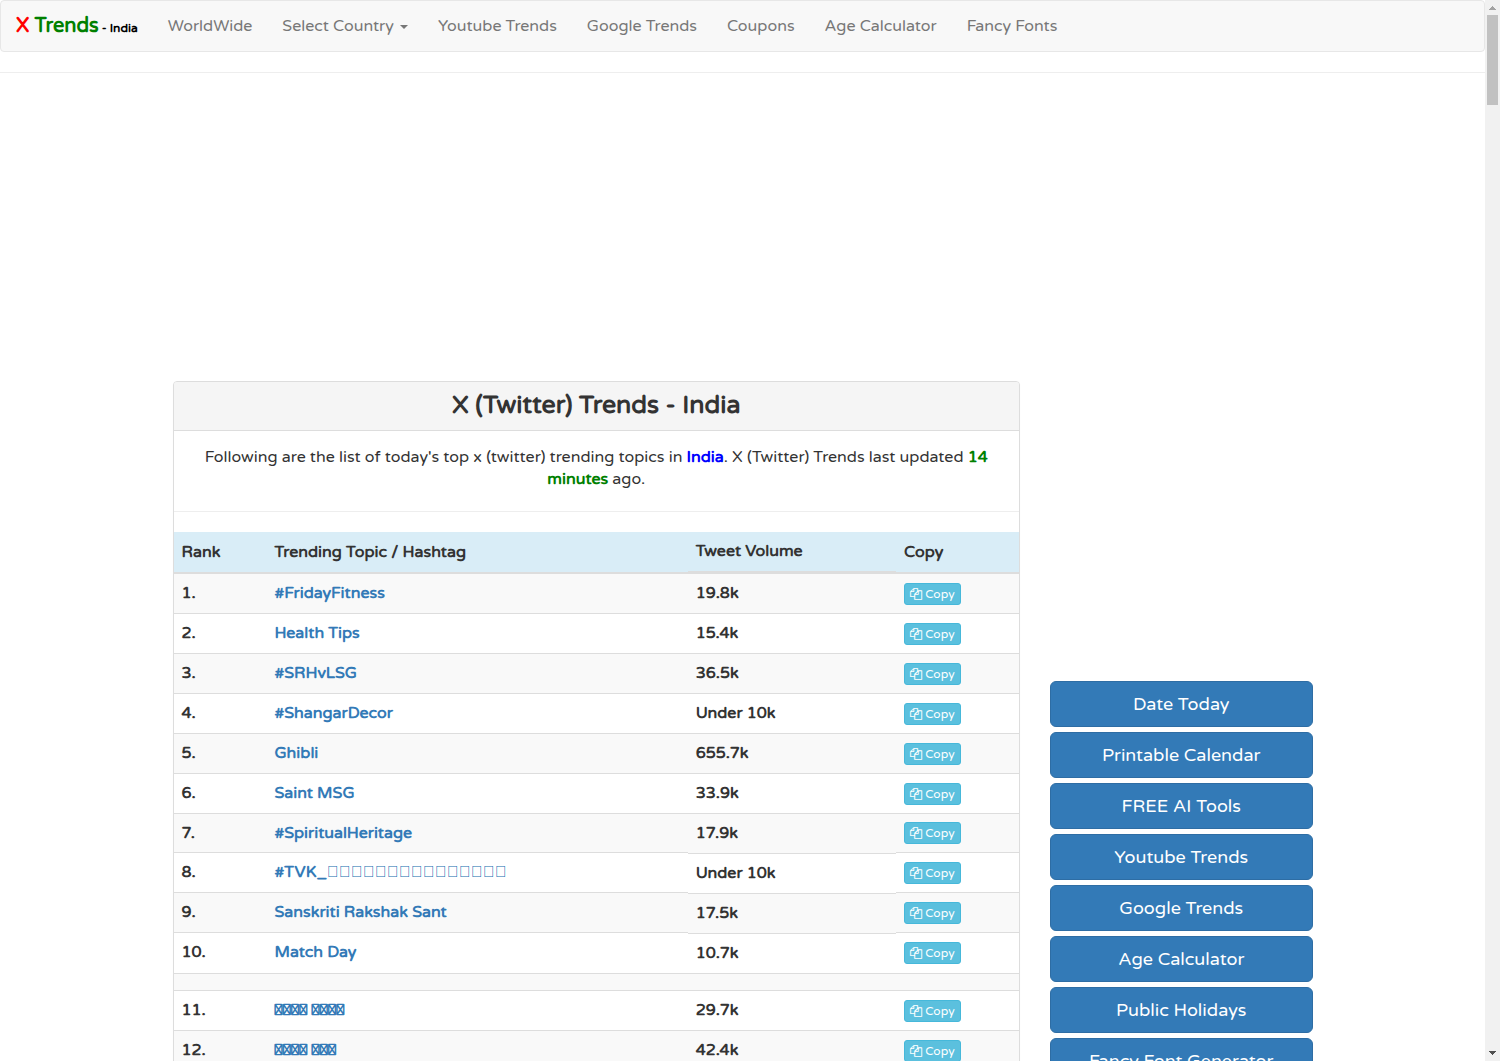 X Trends - India WorldWide Select Country Youtube Trends Google Trends Coupons Age Calculator Fancy Fonts
X (Twitter) Trends - India
Following are the list of today's top x (twitter) trending topics in India. X (Twitter) Trends last updated 14
minutes ago.
Rank Trending Topic / Hashtag Tweet Volume Copy
1. #FridayFitness 19.8k Copy
2. Health Tips 15.4k Copy
3. #SRHvLSG 36.5k Copy
4. #ShangarDecor Under 10k Copy
5. Ghibli 655.7k Copy
6. Saint MSG 33.9k Copy
7. #SpiritualHeritage 17.9k Copy
8. #TVK_ Under 10k Copy
9. Sanskriti Rakshak Sant 17.5k Copy
10. Match Day 10.7k Copy
11. 29.7k Copy
12. 42.4k Copy
Date Today
Printable Calendar
FREE AI Tools
Youtube Trends
Google Trends
Age Calculator
Public Holidays
Fancy Font Generator